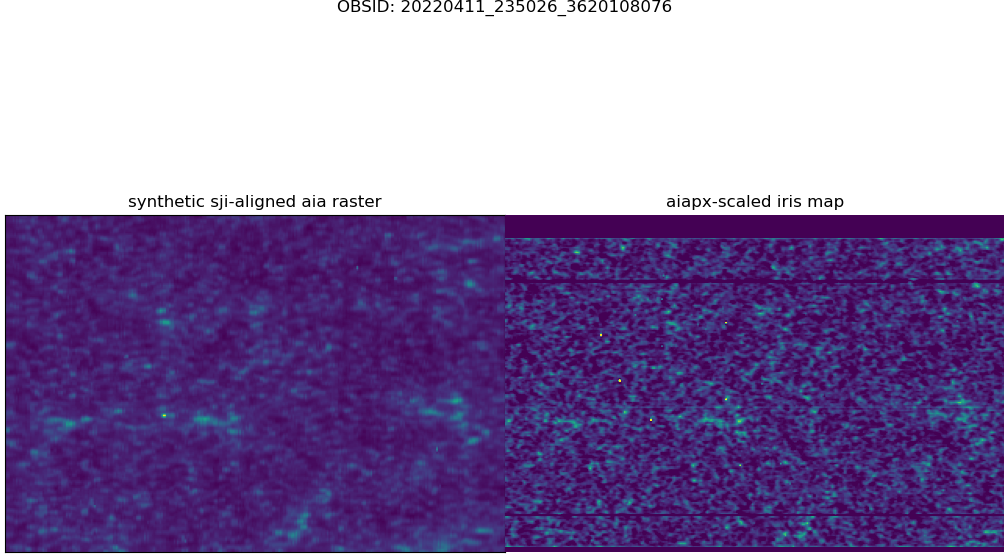 OBSID: 20220411_235026_3620108076
synthetic sji-aligned aia raster
aiapx-scaled iris map